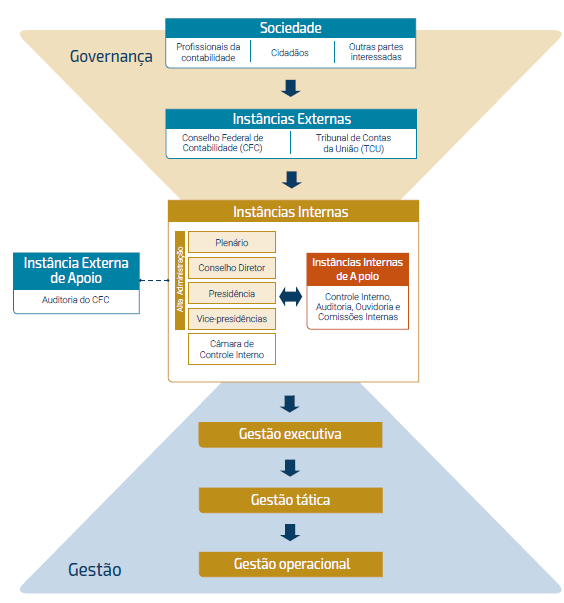 Governança
Sociedade
Profissionais da
contabilidade
Cidadãos
Outras partes
interessadas
Instâncias Externas
Conselho Federal de
Contabilidade (CFC)
Tribunal de Contas
da União (TCU)
Instâncias Internas
Alta Administração
Plenário
Conselho Diretor
Presidência
Vice-presidências
Câmara de
Controle Interno
Instância Externa
de Apoio
Auditoria do CFC
Instâncias Internas
de Apoio
Controle Interno,
Auditoria, Ouvidoria e
Comissões Internas
Gestão executiva
Gestão tática
Gestão operacional
Gestão